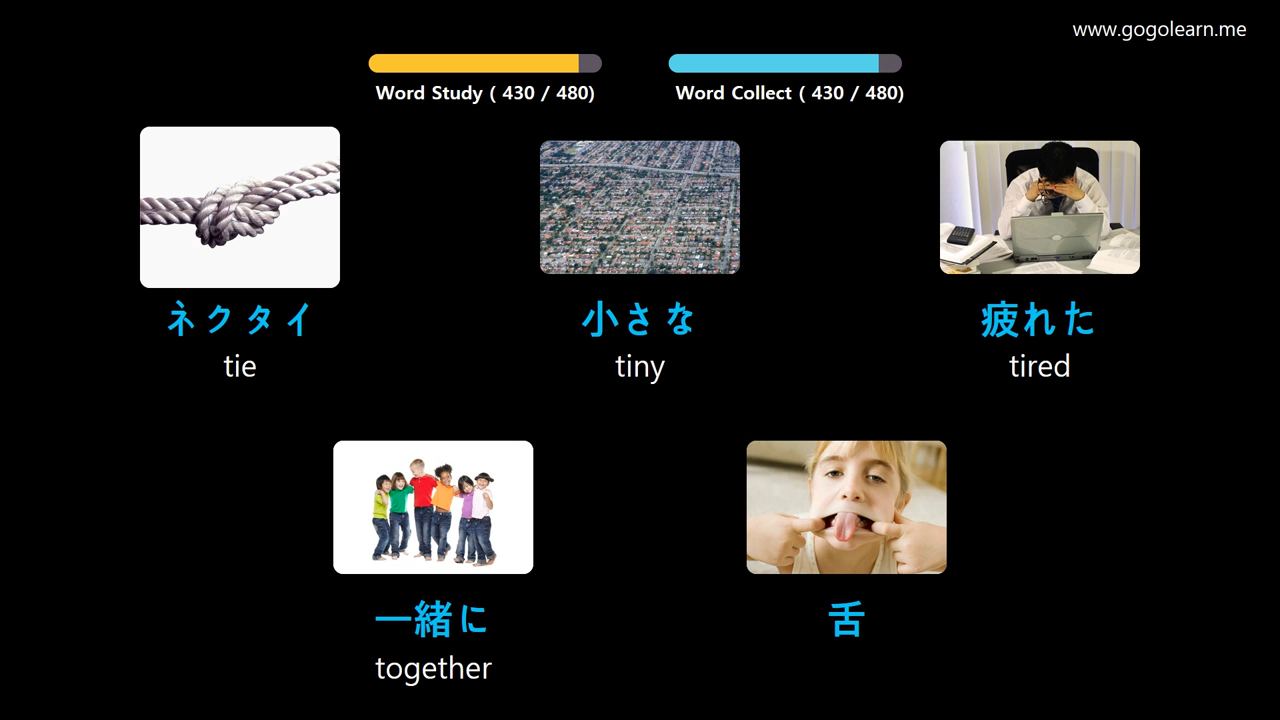 www.gogolearn.me
Word Study ( 430 / 480)
Word Collect ( 430 / 480)
ネクタイ
tie
小さな
tiny
疲れた
tired
一緒に
together
舌